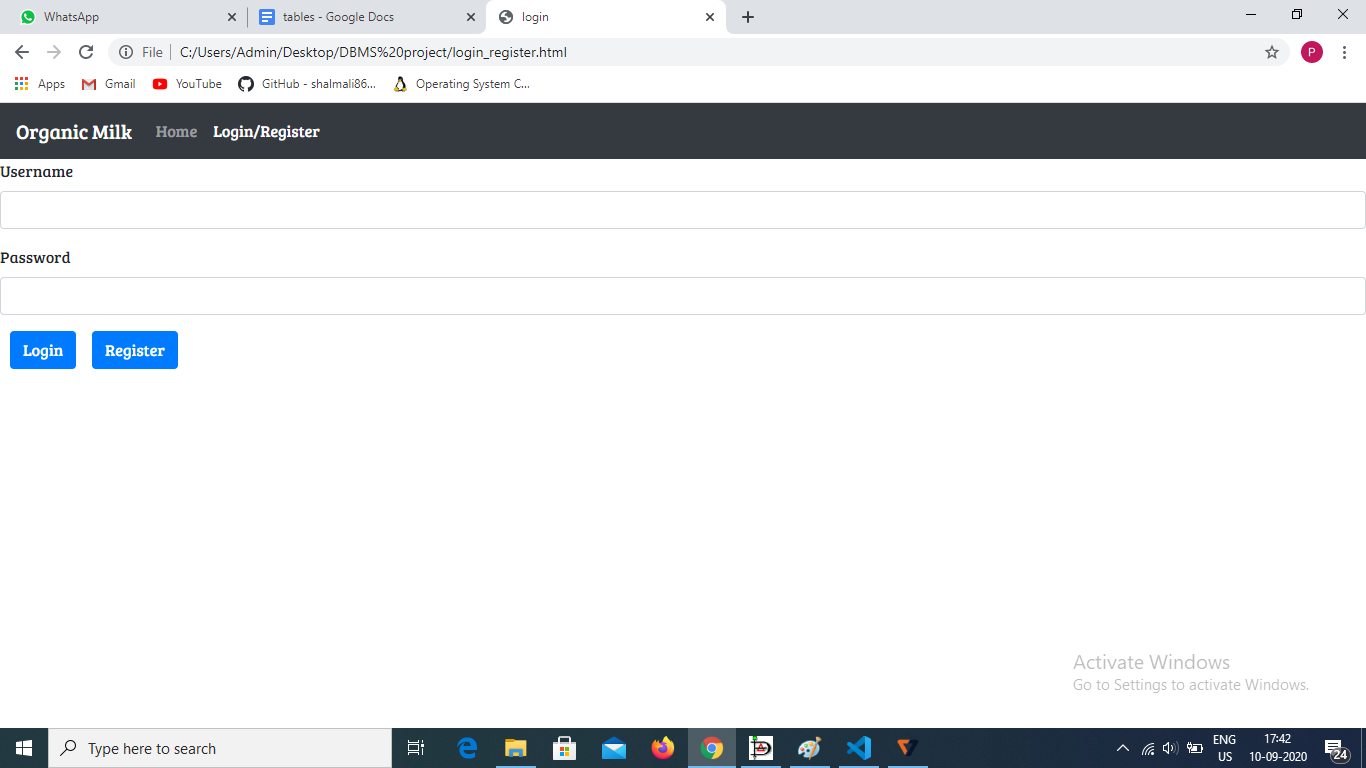 WhatsApp
tables - Google Docs
login
File
C:/Users/Admin/Desktop/DBMS%20project/login_register.html
P
Apps
Gmail
YouTube
GitHub - shalmali86...
Operating System C...
Organic Milk
Home
Login/Register
Username
Password
Login
Register
Activate Windows
Go to Settings to activate Windows.
Type here to search
ENG
US
17:42
10-09-2020
24